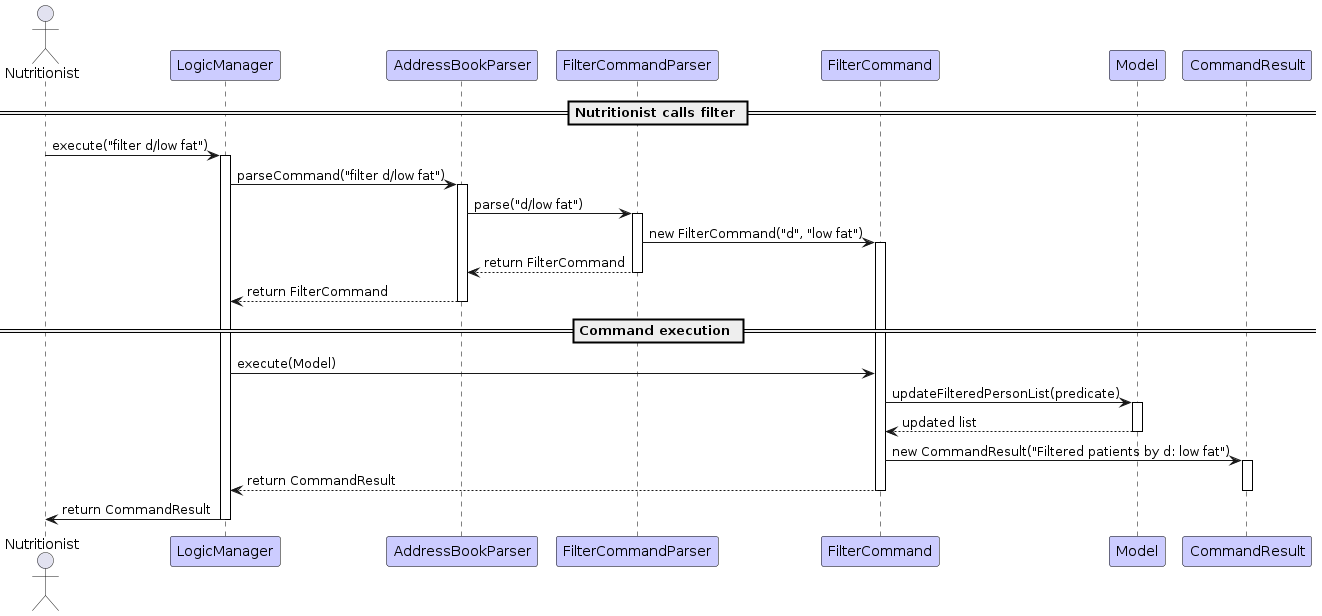 Nutritionist
LogicManager
AddressBookParser
FilterCommandParser
FilterCommand
Model
CommandResult
Nutritionist calls filter
execute("filter d/low fat")
parseCommand("filter d/low fat")
parse("d/low fat")
new FilterCommand("d", "low fat")
return FilterCommand
return FilterCommand
Command execution
execute(Model)
updateFilteredPersonList(predicate)
updated list
new CommandResult("Filtered patients by d: low fat")
return CommandResult
return CommandResult
Nutritionist
LogicManager
AddressBookParser
FilterCommandParser
FilterCommand
Model
CommandResult